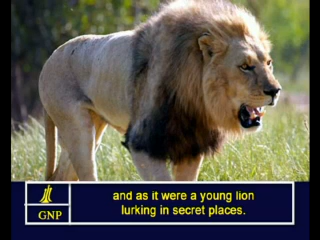 and as it were a young lion
lurking in secret places.
GNP